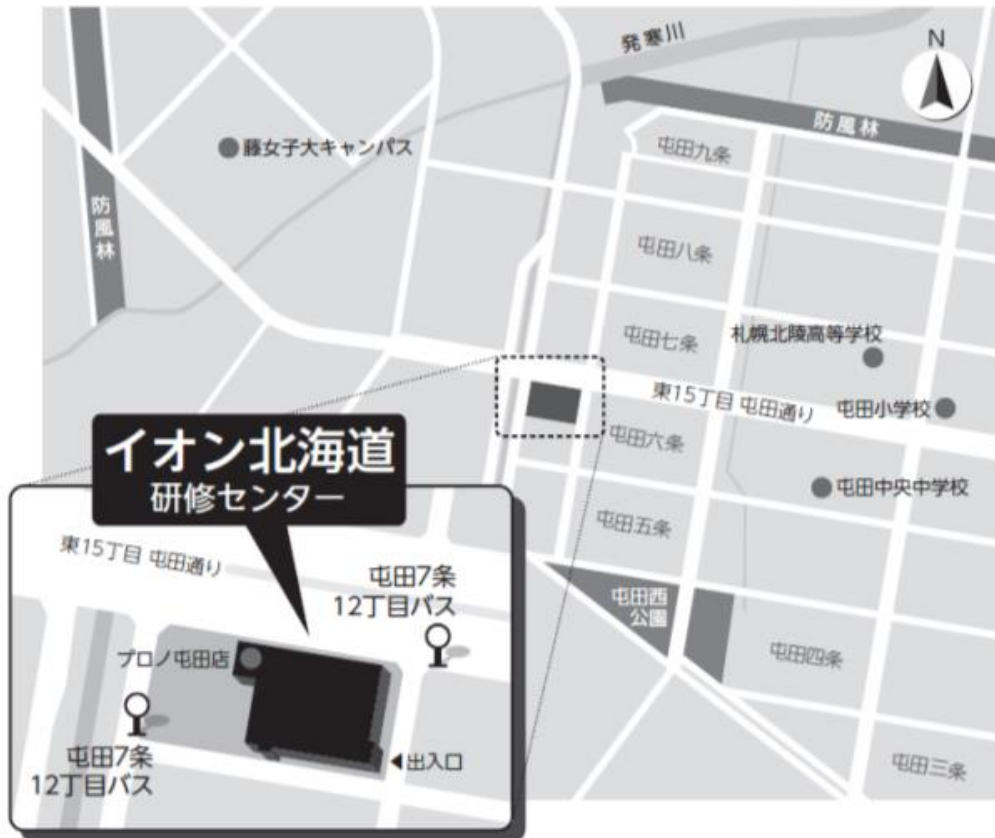 発寒川
N
防風林
屯田九条
藤女子大キャンパス
防風林
屯田八条
屯田七条
札幌北陵高等学校
東15丁目 屯田通り
屯田小学校
屯田六条
屯田中央中学校
屯田五条
屯田西
公園
屯田四条
屯田三条
イオン北海道
研修センター
東15丁目 屯田通り
屯田7条
12丁目バス
プロノ屯田店
屯田7条
12丁目バス
出入口